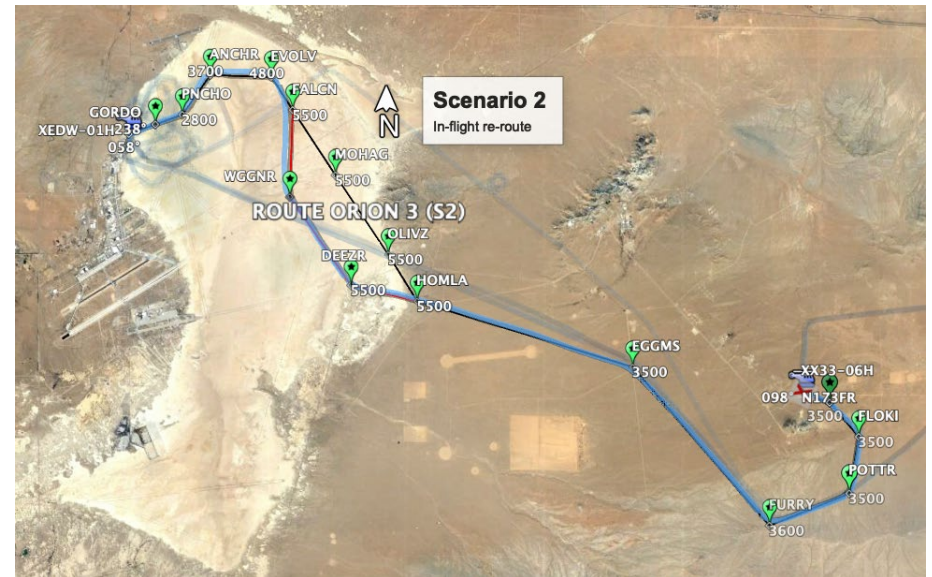 ANCHR
3700
EVOLV
4800
PNCHO
2800
FALCN
5500
GORDO
XEDW-01H
238°
058°
N
Scenario 2
In-flight re-route
MOHAG
5500
WGGNR
ROUTE ORION 3 (S2)
OLIVZ
5500
DEEZR
5500
HOMLA
5500
EGGMS
3500
XX33-06H
098°
N173FR
3500
FLOKI
3500
POTTR
3500
FURRY
3600